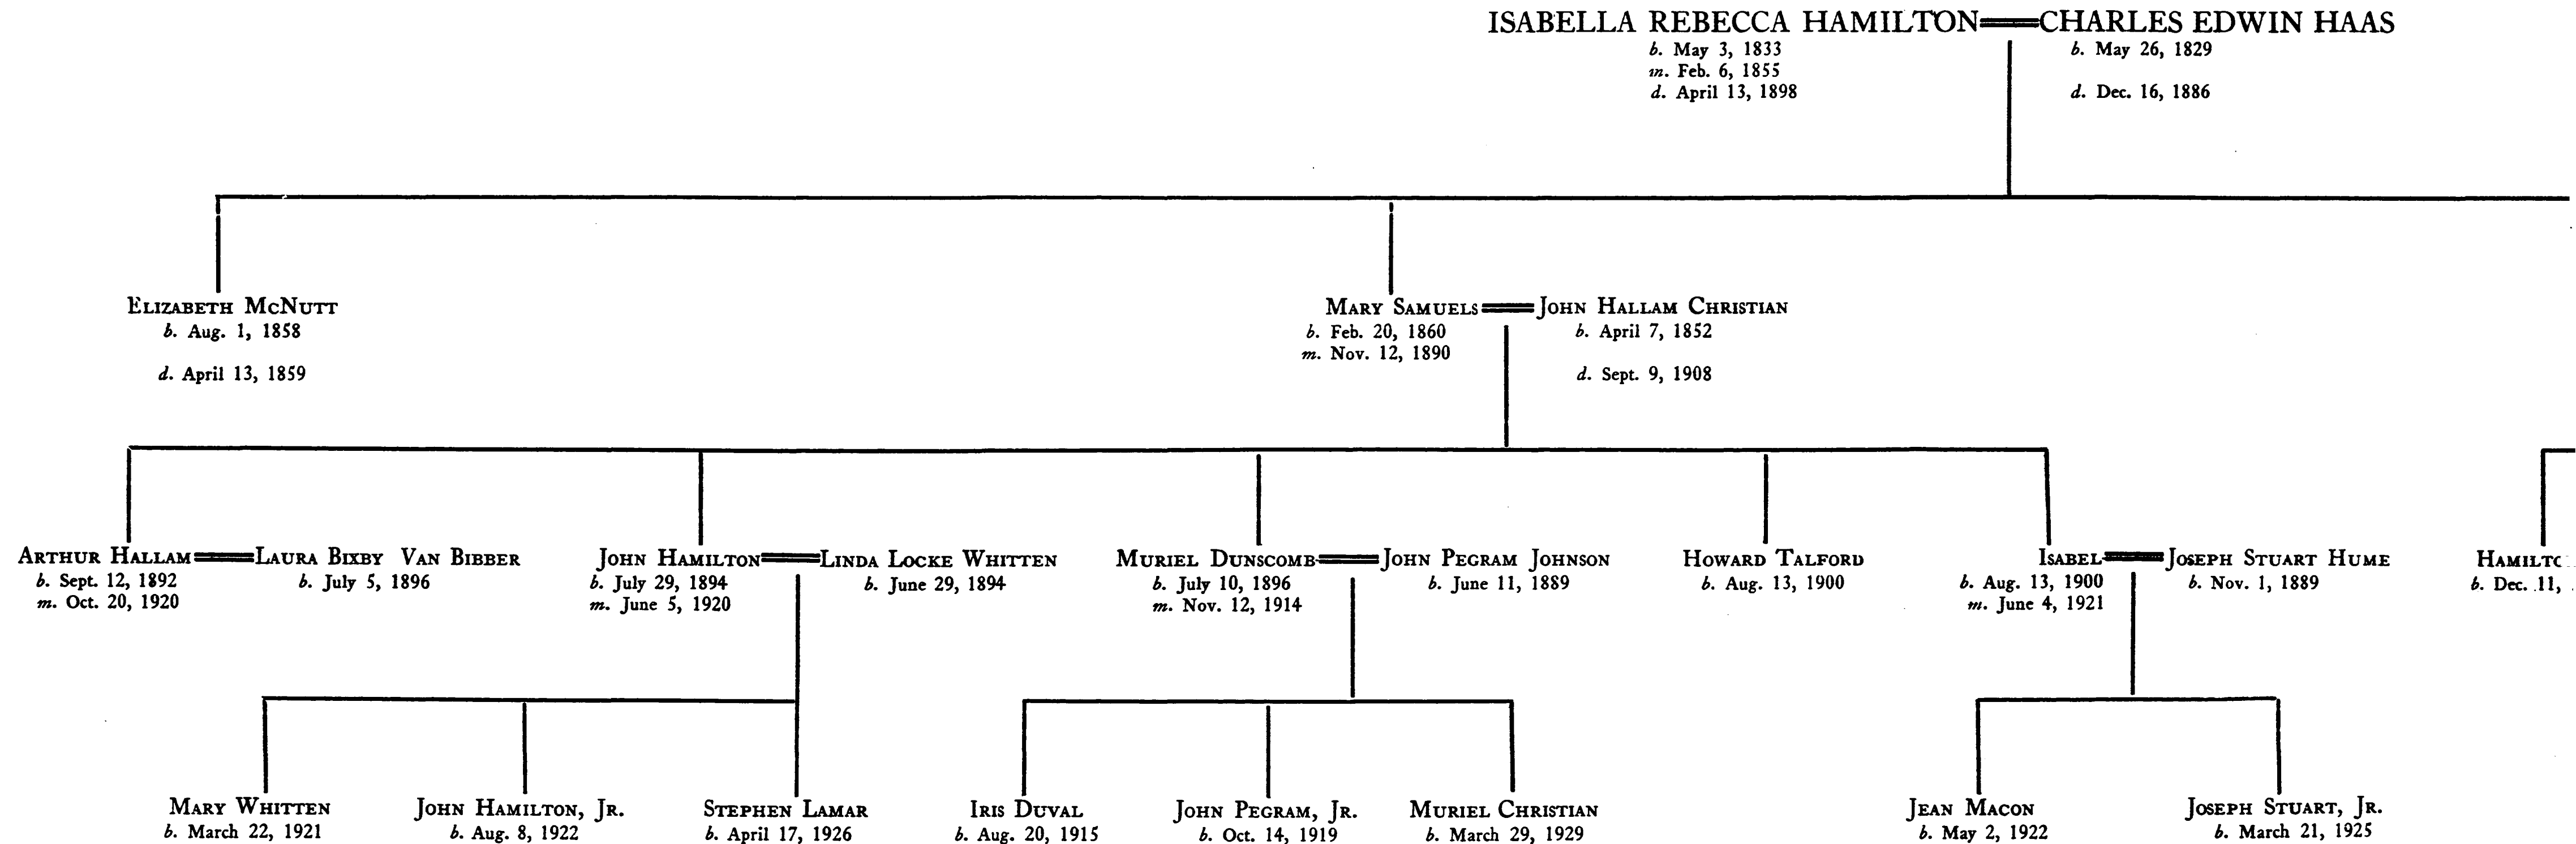 ISABELLA REBECCA HAMILTON CHARLES EDWIN HAAS
b. May 3, 1833 b. May 26, 1829
m. Feb. 6, 1855
d. April 13, 1898 d. Dec. 16, 1886
ELIZABETH MCNUTT MARY SAMUELS JOHN HALLAM CHRISTIAN
b. Aug. 1, 1858 b. Feb. 20, 1860 b. April 7, 1852
m. Nov. 12, 1890
d. April 13, 1859 d. Sept. 9, 1908
ARTHUR HALLAM LAURA BIXBY VAN BIBBER JOHN HAMILTON LINDA LOCKE WHITTEN MURIEL DUNSCOMB JOHN PEGRAM JOHNSON HOWARD TALFORD ISABEL JOSEPH STUART HUME
b. Sept. 12, 1892 b. July 5, 1896 b. July 29, 1894 b. June 29, 1894 b. July 10, 1896 b. June 11, 1889 b. Aug. 13, 1900 b. Aug. 13, 1900 b. Nov. 1, 1889 b. Dec. 11,
m. Oct. 20, 1920 m. June 5, 1920 m. Nov. 12, 1914 m. June 4, 1921
MARY WHITTEN JOHN HAMILTON, JR. STEPHEN LAMAR IRIS DUVAL JOHN PEGRAM, JR. MURIEL CHRISTIAN JEAN MACON JOSEPH STUART, JR.
b. March 22, 1921 b. Aug. 8, 1922 b. April 17, 1926 b. Aug. 20, 1915 b. Oct. 14, 1919 b. March 29, 1929 b. May 2, 1922 b. March 21, 1925